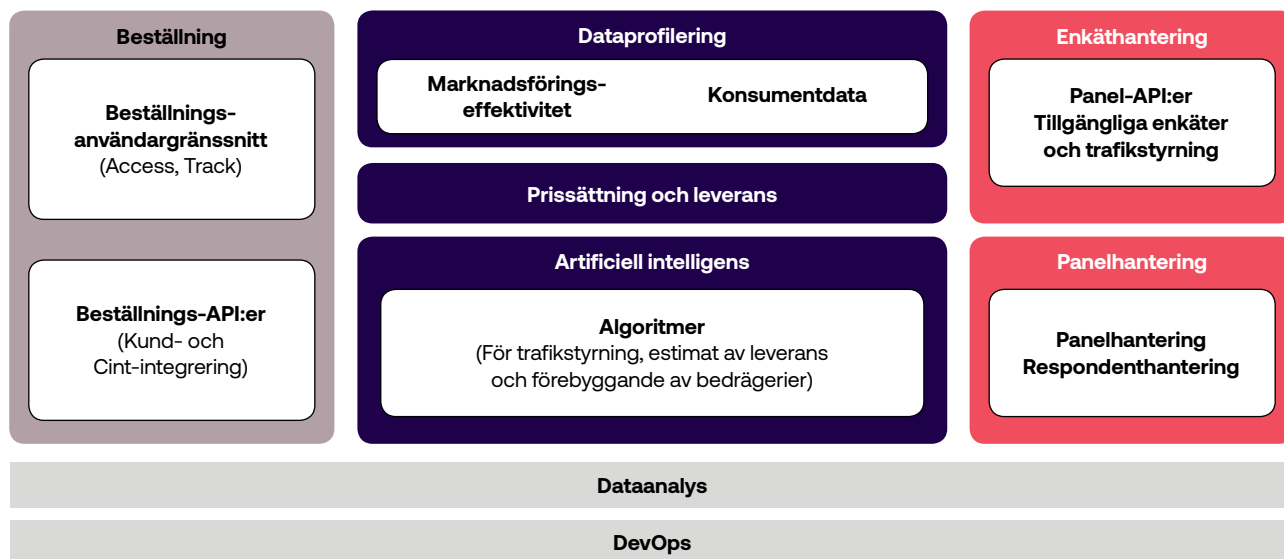 Beställning
Beställnings-
användargränssnitt
(Access, Track)
Beställnings-API:er
(Kund- och
Cint-integrering)
Dataprofilering
Marknadsförings-
effektivitet
Konsumentdata
Prissättning och leverans
Artificiell intelligens
Algoritmer
(För trafikstyrning, estimat av leverans
och förebyggande av bedrägerier)
Enkäthantering
Panel-API:er
Tillgängliga enkäter
och trafikstyrning
Panelhantering
Panelhantering
Respondenthantering
Dataanalys
DevOps